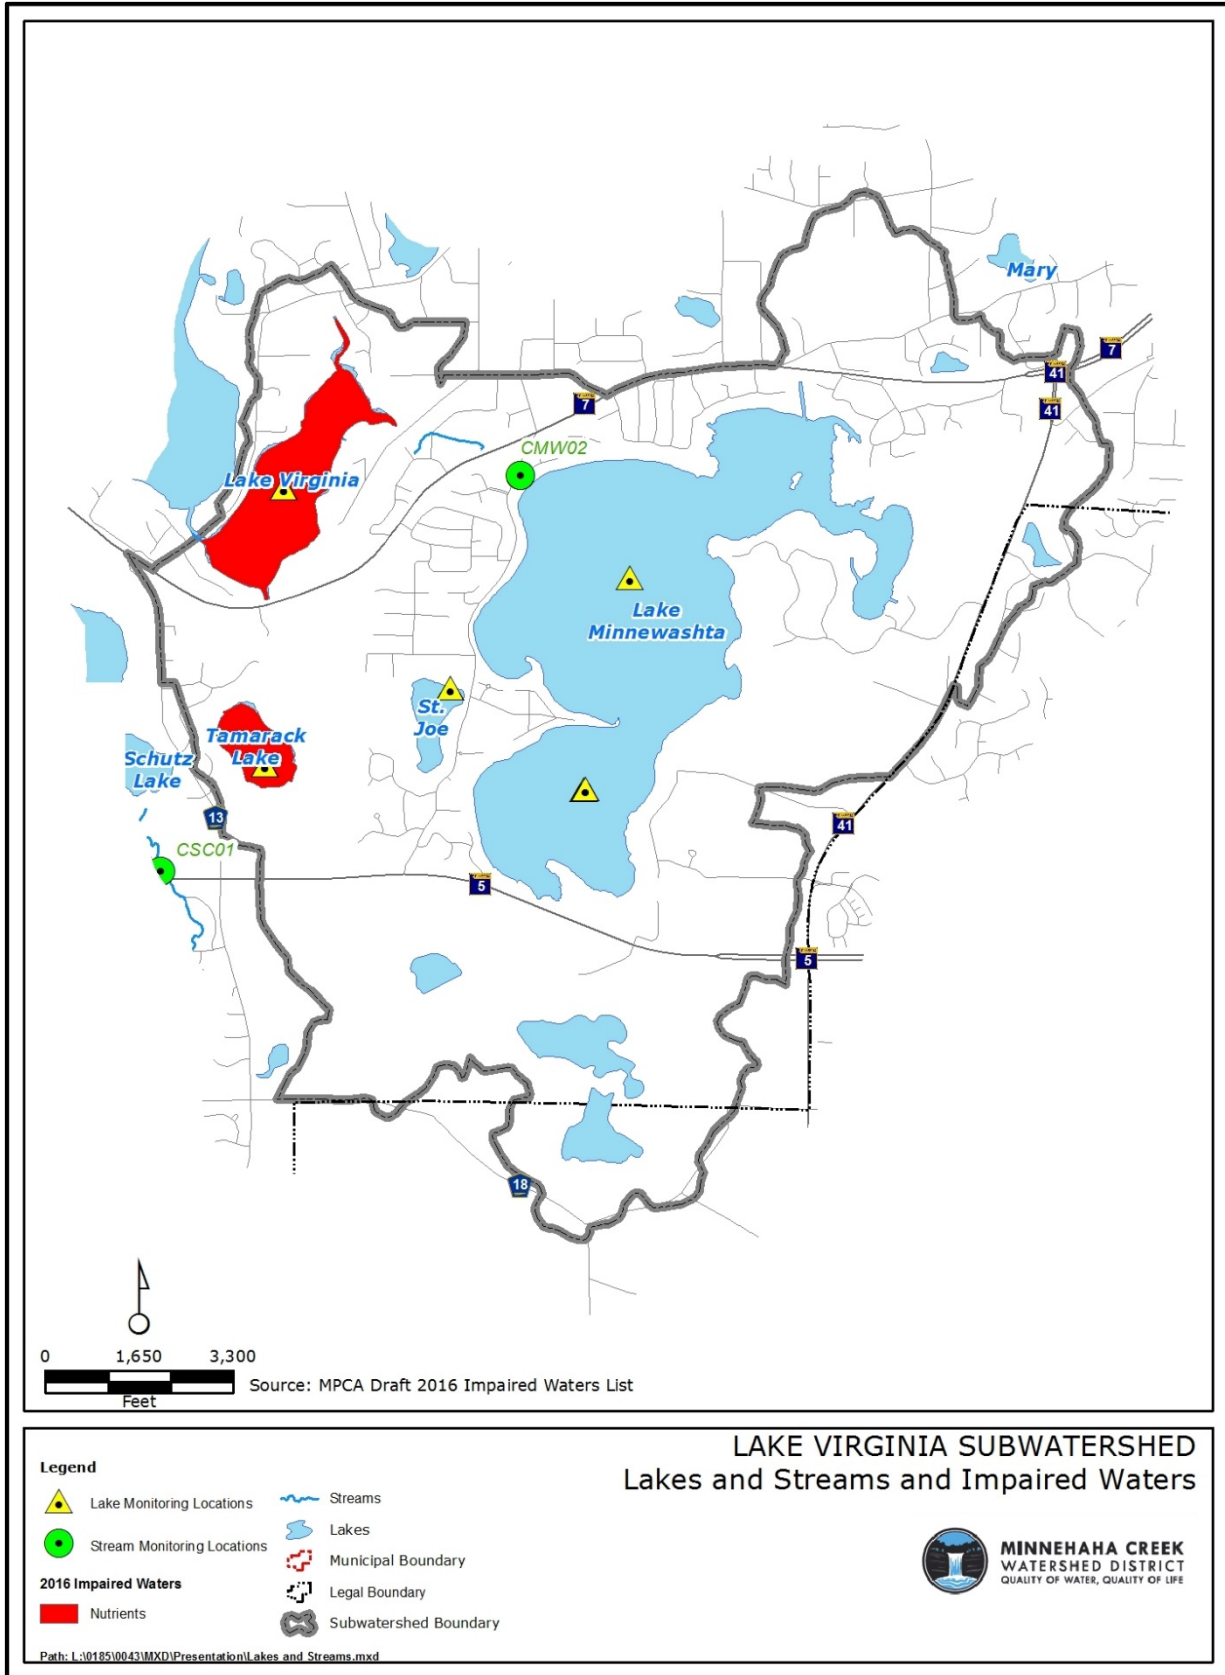 Mary
7
41
41
7
CMW02
Lake Virginia
Lake
Minnewashta
St.
Joe
Tamarack
Lake
Schutz
Lake
13
41
CSC01
5
5
18
0 1,650 3,300
Feet
Source: MPCA Draft 2016 Impaired Waters List
LAKE VIRGINIA SUBWATERSHED
Lakes and Streams and Impaired Waters
Legend
Lake Monitoring Locations
Stream Monitoring Locations
2016 Impaired Waters
Nutrients
Streams
Lakes
Municipal Boundary
Legal Boundary
Subwatershed Boundary
MINNEHAHA CREEK
WATERSHED DISTRICT
QUALITY OF WATER, QUALITY OF LIFE
Path: L:\0185\0043\MXD\Presentation\Lakes and Streams.mxd